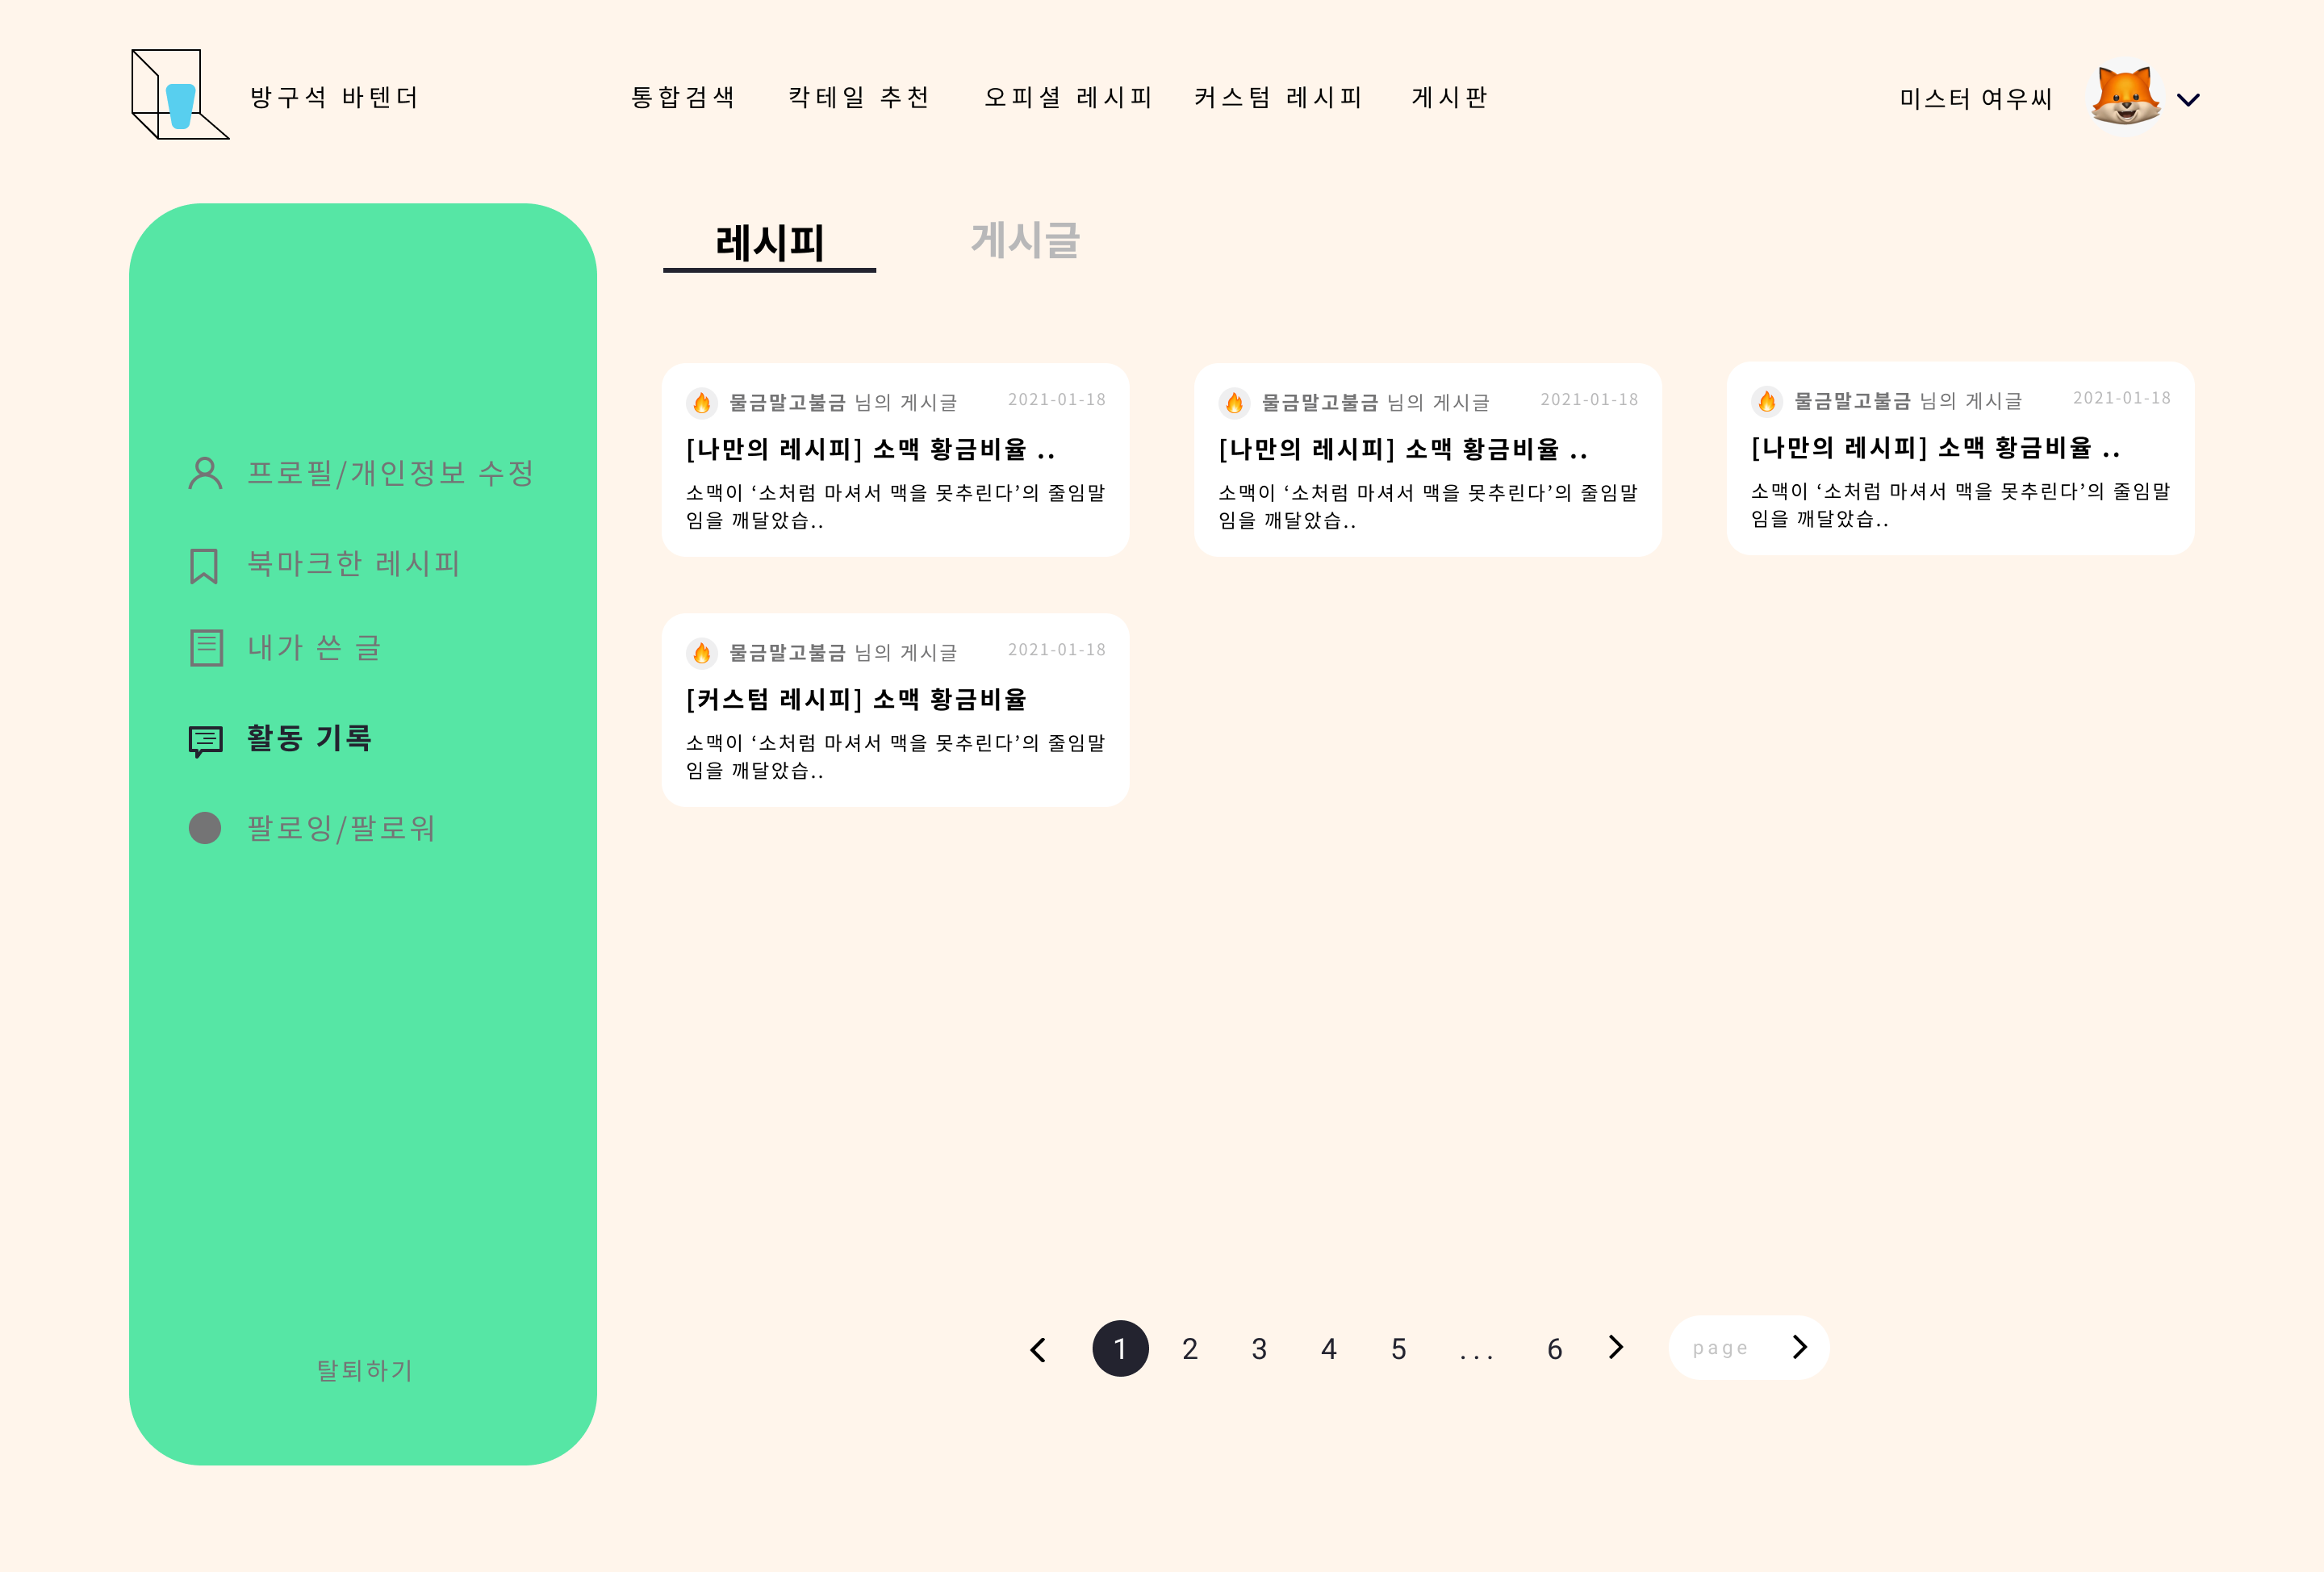 방구석 바텐더
통합검색
칵테일 추천
오피셜 레시피
커스텀 레시피
게시판
미스터 여우씨
프로필/개인정보 수정
북마크한 레시피
내가 쓴 글
활동 기록
팔로잉/팔로워
탈퇴하기
레시피
게시글
물금말고불금 님의 게시글
2021-01-18
[나만의 레시피] 소맥 황금비율 ..
소맥이 ‘소처럼 마셔서 맥을 못추린다’의 줄임말
임을 깨달았습..
물금말고불금 님의 게시글
2021-01-18
[나만의 레시피] 소맥 황금비율 ..
소맥이 ‘소처럼 마셔서 맥을 못추린다’의 줄임말
임을 깨달았습..
물금말고불금 님의 게시글
2021-01-18
[나만의 레시피] 소맥 황금비율 ..
소맥이 ‘소처럼 마셔서 맥을 못추린다’의 줄임말
임을 깨달았습..
물금말고불금 님의 게시글
2021-01-18
[커스텀 레시피] 소맥 황금비율
소맥이 ‘소처럼 마셔서 맥을 못추린다’의 줄임말
임을 깨달았습..
1 2 3 4 5 ... 6
page